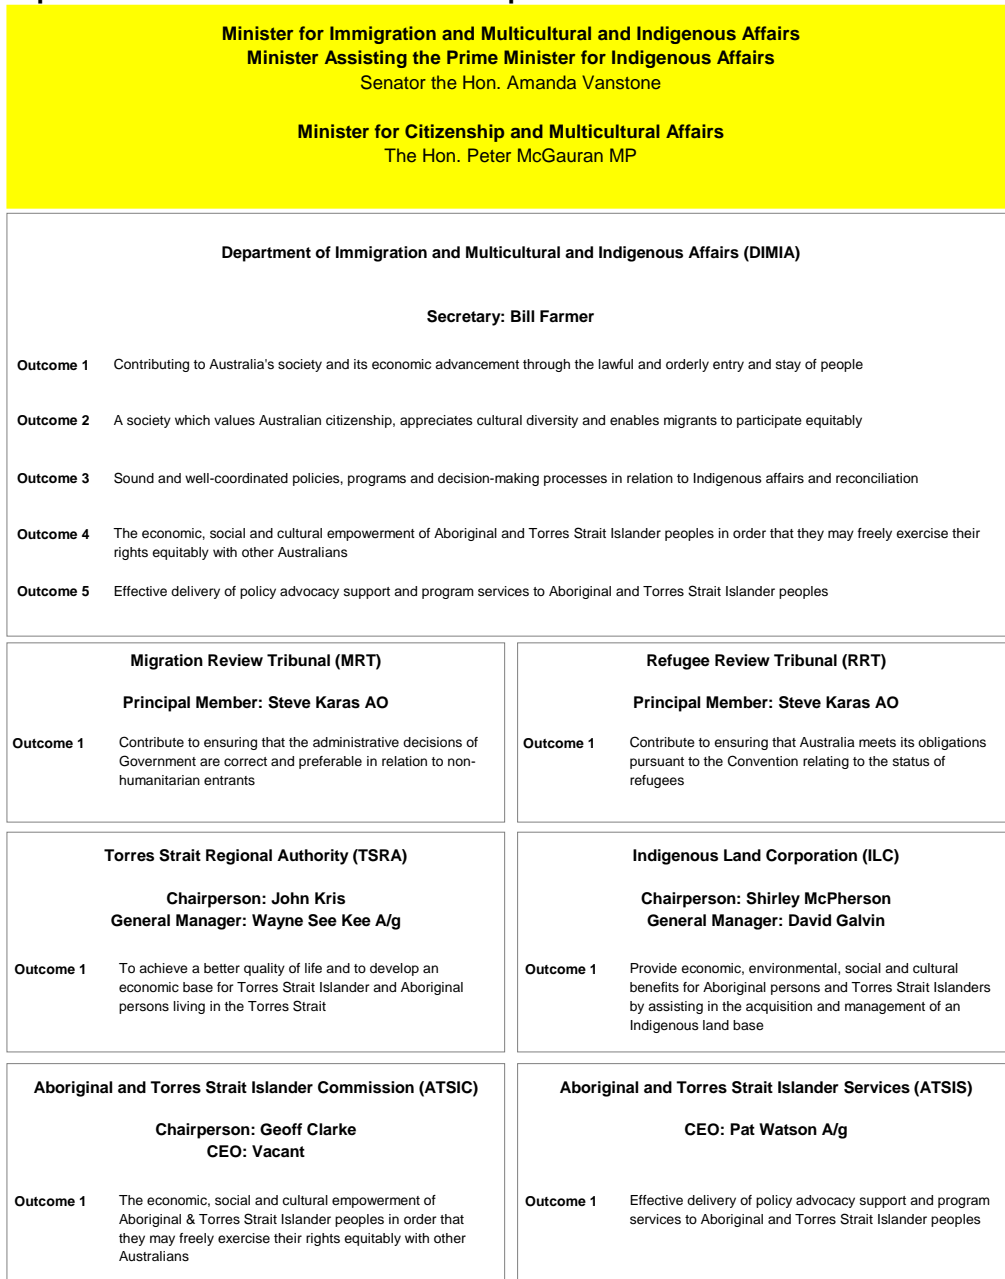 Minister for Immigration and Multicultural and Indigenous Affairs
Minister Assisting the Prime Minister for Indigenous Affairs
Senator the Hon. Amanda Vanstone
Minister for Citizenship and Multicultural Affairs
The Hon. Peter McGauran MP
Department of Immigration and Multicultural and Indigenous Affairs (DIMIA)
Secretary: Bill Farmer
Outcome 1 Contributing to Australia's society and its economic advancement through the lawful and orderly entry and stay of people
Outcome 2 A society which values Australian citizenship, appreciates cultural diversity and enables migrants to participate equitably
Outcome 3 Sound and well-coordinated policies, programs and decision-making processes in relation to Indigenous affairs and reconciliation
Outcome 4 The economic, social and cultural empowerment of Aboriginal and Torres Strait Islander peoples in order that they may freely exercise their
rights equitably with other Australians
Outcome 5 Effective delivery of policy advocacy support and program services to Aboriginal and Torres Strait Islander peoples
Migration Review Tribunal (MRT)
Principal Member: Steve Karas AO
Outcome 1 Contribute to ensuring that the administrative decisions of
Government are correct and preferable in relation to non-
humanitarian entrants
Refugee Review Tribunal (RRT)
Principal Member: Steve Karas AO
Outcome 1 Contribute to ensuring that Australia meets its obligations
pursuant to the Convention relating to the status of
refugees
Torres Strait Regional Authority (TSRA)
Chairperson: John Kris
General Manager: Wayne See Kee A/g
Outcome 1 To achieve a better quality of life and to develop an
economic base for Torres Strait Islander and Aboriginal
persons living in the Torres Strait
Indigenous Land Corporation (ILC)
Chairperson: Shirley McPherson
General Manager: David Galvin
Outcome 1 Provide economic, environmental, social and cultural
benefits for Aboriginal persons and Torres Strait Islanders
by assisting in the acquisition and management of an
Indigenous land base
Aboriginal and Torres Strait Islander Commission (ATSIC)
Chairperson: Geoff Clarke
CEO: Vacant
Outcome 1 The economic, social and cultural empowerment of
Aboriginal & Torres Strait Islander peoples in order that
they may freely exercise their rights equitably with other
Australians
Aboriginal and Torres Strait Islander Services (ATSIS)
CEO: Pat Watson A/g
Outcome 1 Effective delivery of policy advocacy support and program
services to Aboriginal and Torres Strait Islander peoples